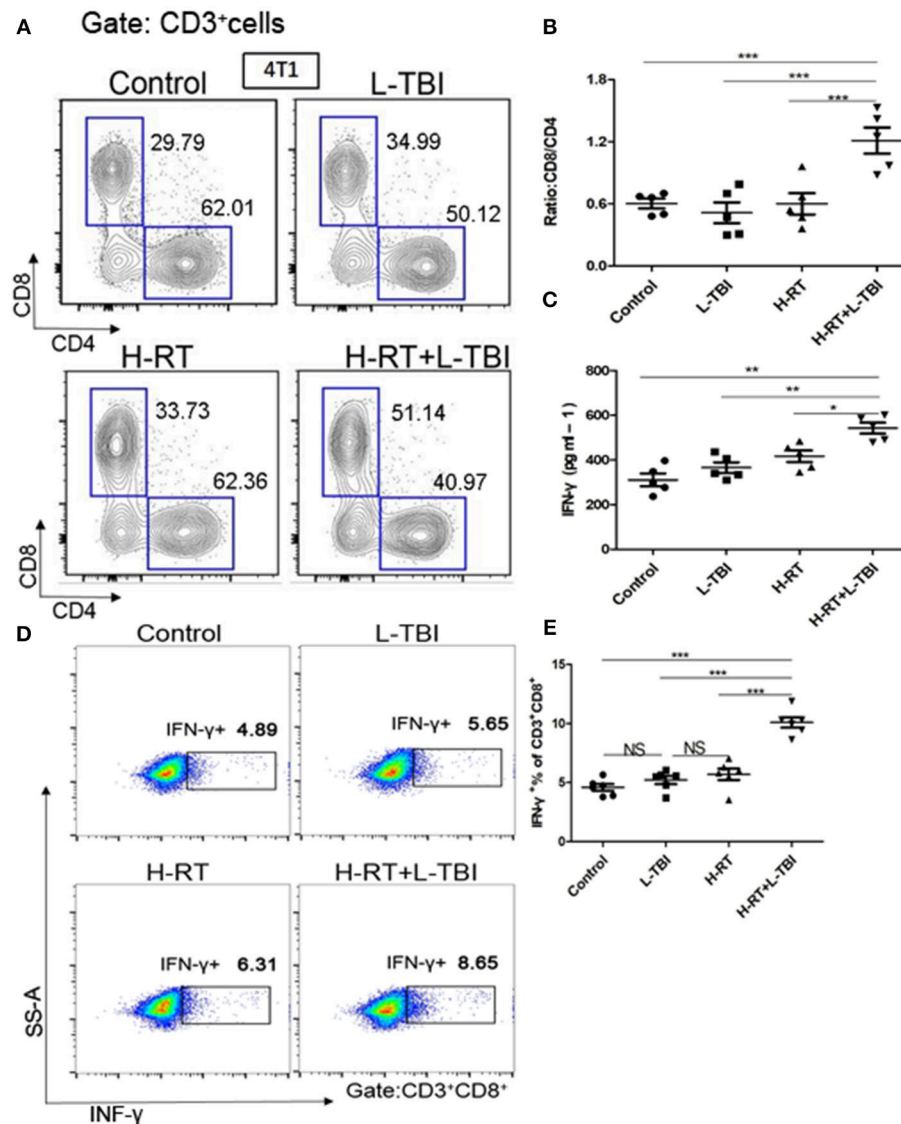 A
Gate: CD3⁺cells
4T1
Control
L-TBI
29.79
62.01
34.99
50.12
CD8
CD4
H-RT
H-RT+L-TBI
33.73
62.36
51.14
40.97
CD8
CD4
B
***
***
***
Ratio:CD8/CD4
1.8
1.2
0.6
0.0
Control
L-TBI
H-RT
H-RT+L-TBI
C
**
**
*
IFN-γ (pg ml – 1)
800
600
400
200
0
Control
L-TBI
H-RT
H-RT+L-TBI
D
Control
L-TBI
IFN-γ+ 4.89
IFN-γ+ 5.65
H-RT
H-RT+L-TBI
IFN-γ+ 6.31
IFN-γ+ 8.65
SS-A
INF-γ
Gate:CD3⁺CD8⁺
E
***
***
***
NS
NS
IFN-γ⁺% of CD3⁺CD8⁺
15
10
5
0
Control
L-TBI
H-RT
H-RT+L-TBI